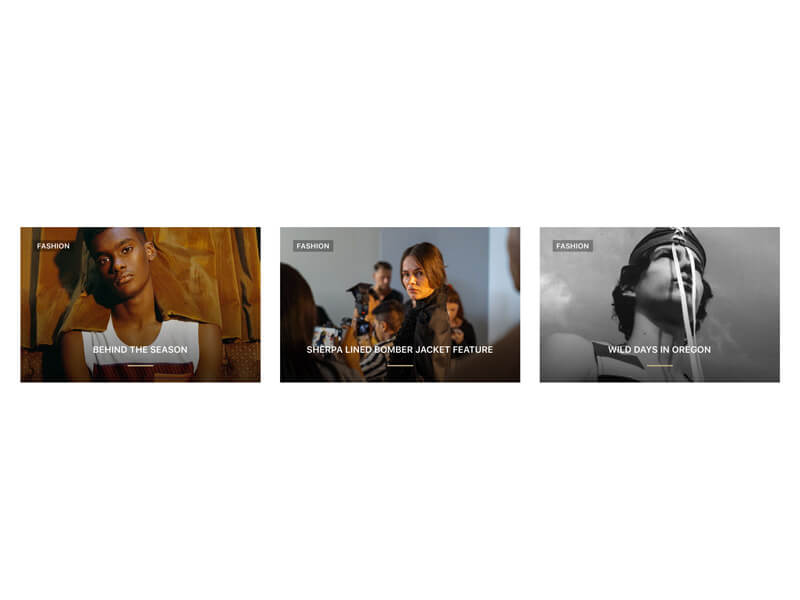 FASHION
BEHIND THE SEASON
FASHION
SHERPA LINED BOMBER JACKET FEATURE
FASHION
WILD DAYS IN OREGON